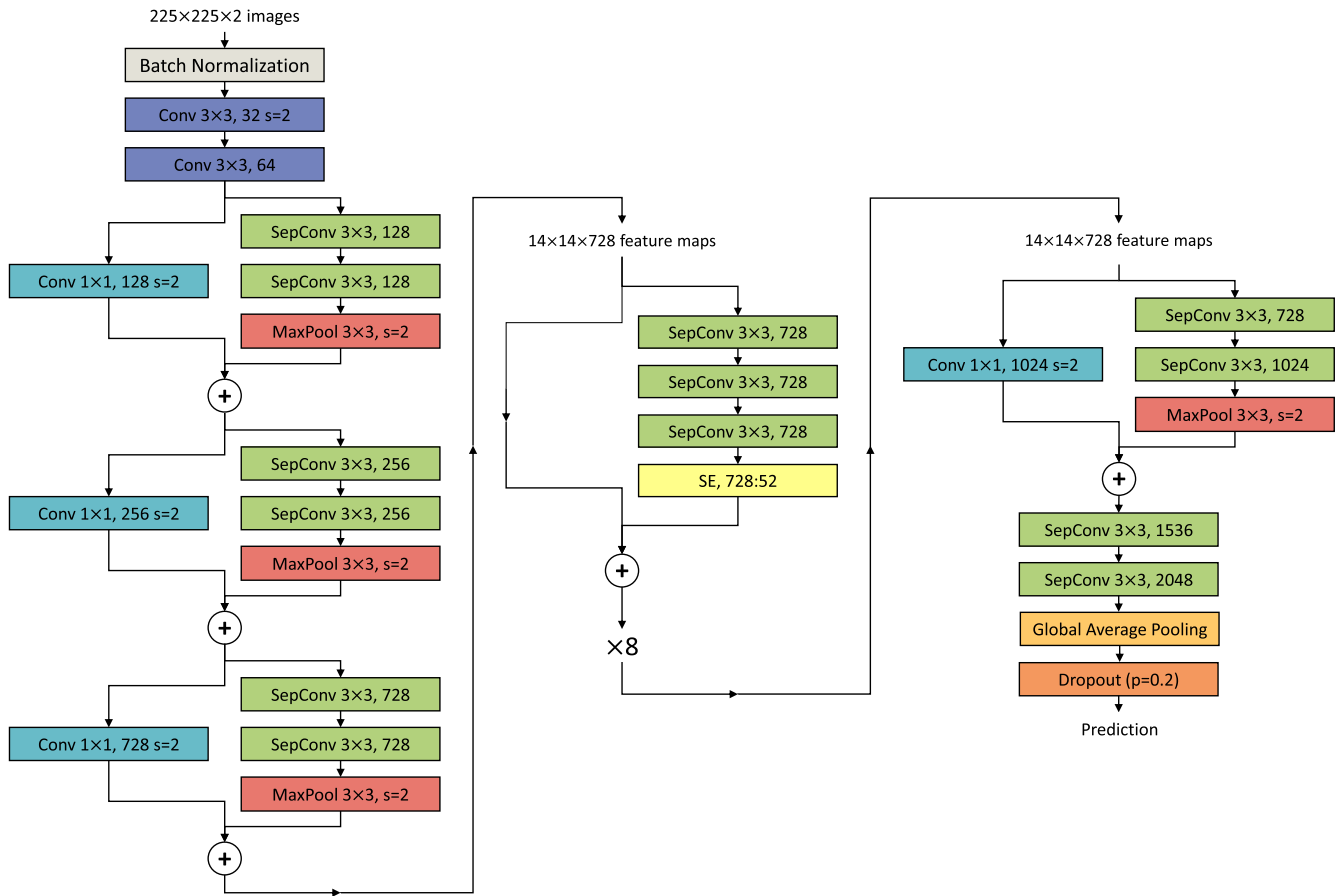 225×225×2 images
Batch Normalization
Conv 3×3, 32 s=2
Conv 3×3, 64
SepConv 3×3, 128
Conv 1×1, 128 s=2
SepConv 3×3, 128
MaxPool 3×3, s=2
+
SepConv 3×3, 256
Conv 1×1, 256 s=2
SepConv 3×3, 256
MaxPool 3×3, s=2
+
SepConv 3×3, 728
Conv 1×1, 728 s=2
SepConv 3×3, 728
MaxPool 3×3, s=2
+
14×14×728 feature maps
SepConv 3×3, 728
SepConv 3×3, 728
SepConv 3×3, 728
SE, 728:52
+
×8
14×14×728 feature maps
SepConv 3×3, 728
Conv 1×1, 1024 s=2
SepConv 3×3, 1024
MaxPool 3×3, s=2
+
SepConv 3×3, 1536
SepConv 3×3, 2048
Global Average Pooling
Dropout (p=0.2)
Prediction